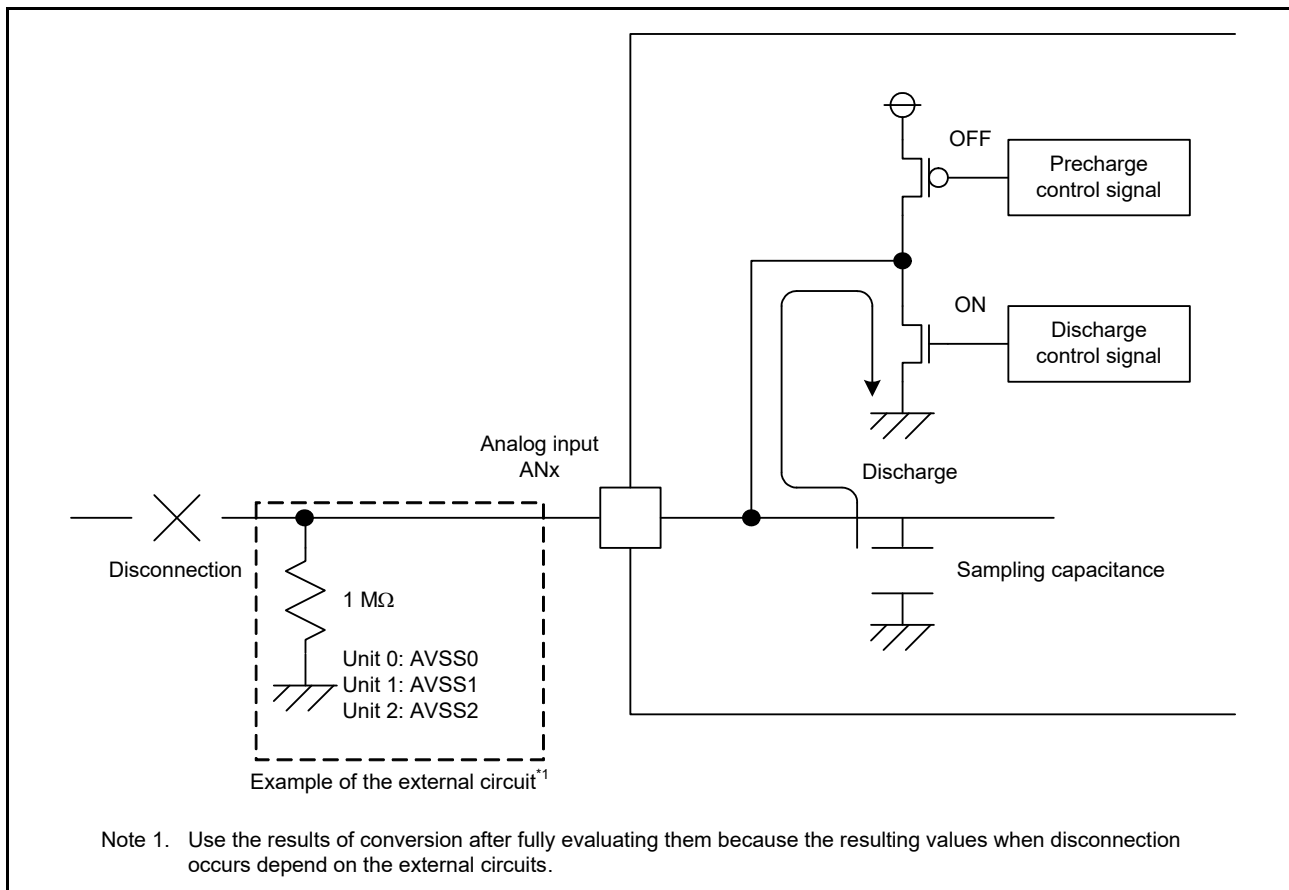 OFF
Precharge
control signal
ON
Discharge
control signal
Analog input
ANx
Discharge
Disconnection
Sampling capacitance
1 MΩ
Unit 0: AVSS0
Unit 1: AVSS1
Unit 2: AVSS2
Example of the external circuit*1
Note 1. Use the results of conversion after fully evaluating them because the resulting values when disconnection
occurs depend on the external circuits.